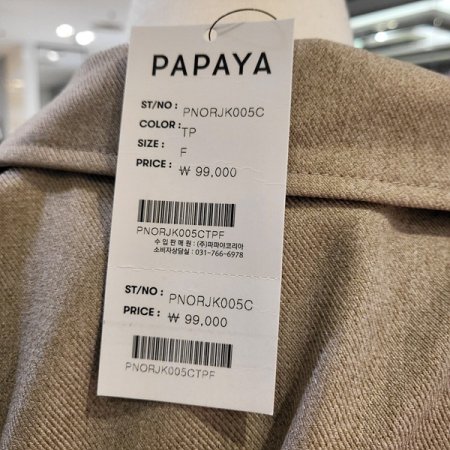 PAPAYA
ST/NO : PNORJK005C
COLOR : TP
SIZE : F
PRICE : ₩ 99,000
PNORJK005CTPF
수 입 판 매 원 : (주)파파야코리아
소비자상담실 : 031-766-6978
ST/NO : PNORJK005C
PRICE : ₩ 99,000
PNORJK005CTPF